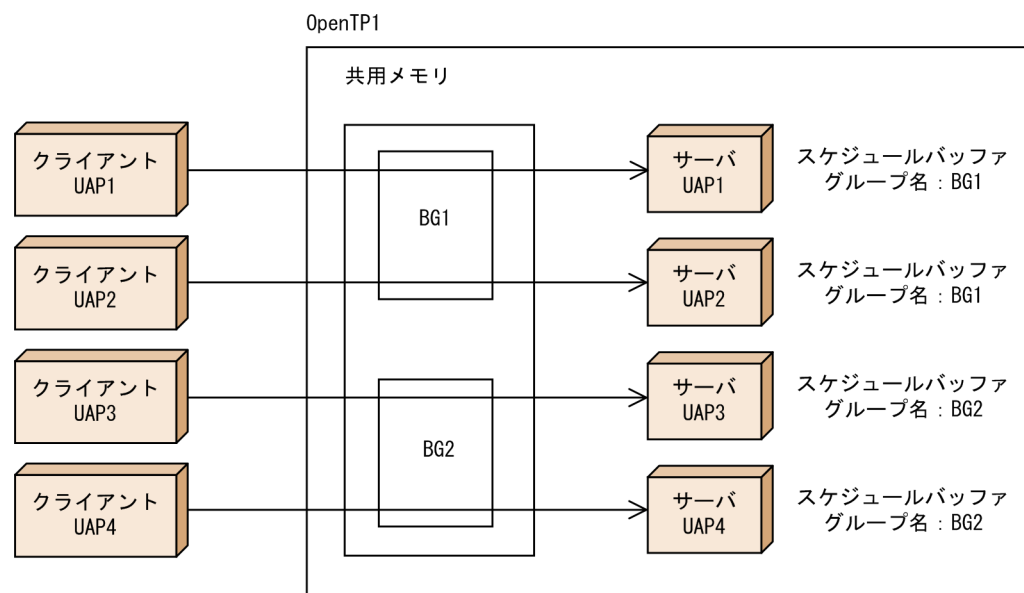 OpenTP1
共用メモリ
クライアント
UAP1
BG1
サーバ
UAP1
スケジュールバッファ
グループ名：BG1
クライアント
UAP2
サーバ
UAP2
スケジュールバッファ
グループ名：BG1
クライアント
UAP3
BG2
サーバ
UAP3
スケジュールバッファ
グループ名：BG2
クライアント
UAP4
サーバ
UAP4
スケジュールバッファ
グループ名：BG2